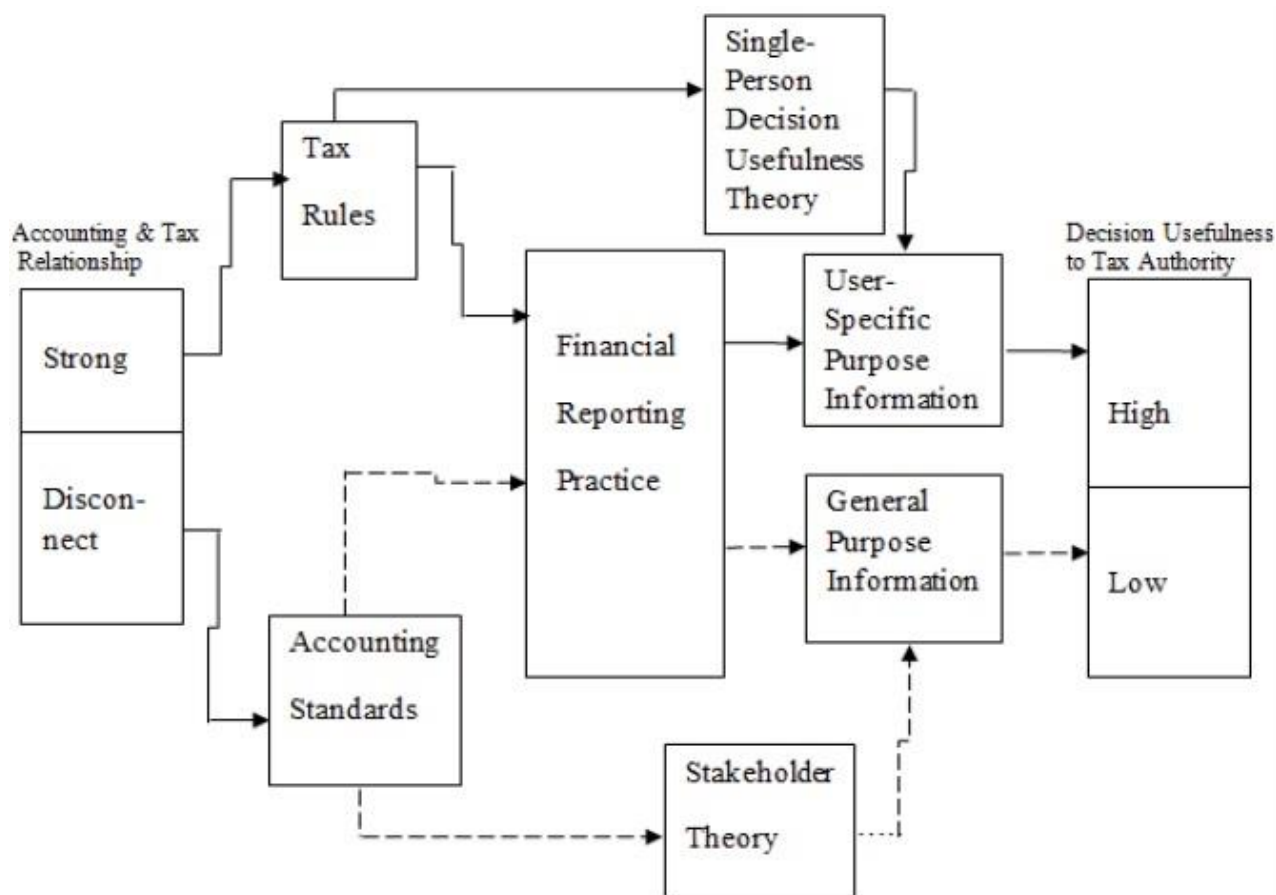 Single-
Person
Decision
Usefulness
Theory
Tax
Rules
Accounting & Tax
Relationship
Strong
Discon-
nect
Financial
Reporting
Practice
User-
Specific
Purpose
Information
Decision Usefulness
to Tax Authority
High
General
Purpose
Information
Low
Accounting
Standards
Stakeholder
Theory